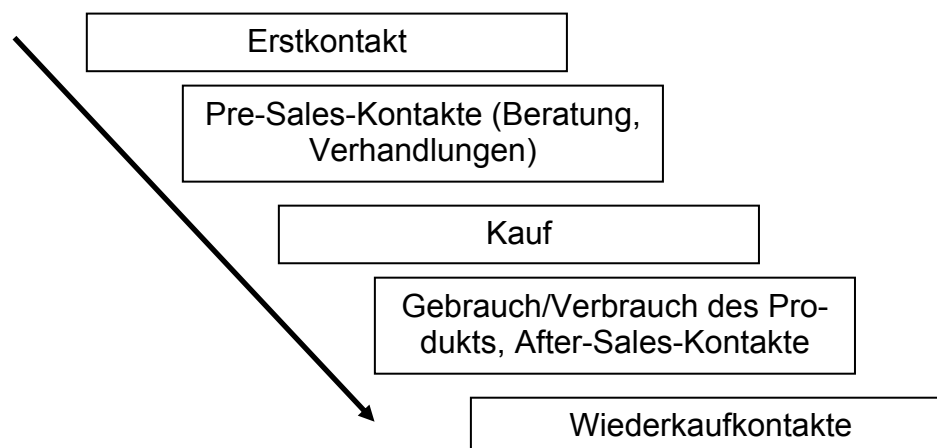 Erstkontakt
Pre-Sales-Kontakte (Beratung,
Verhandlungen)
Kauf
Gebrauch/Verbrauch des Pro-
dukts, After-Sales-Kontakte
Wiederkaufkontakte